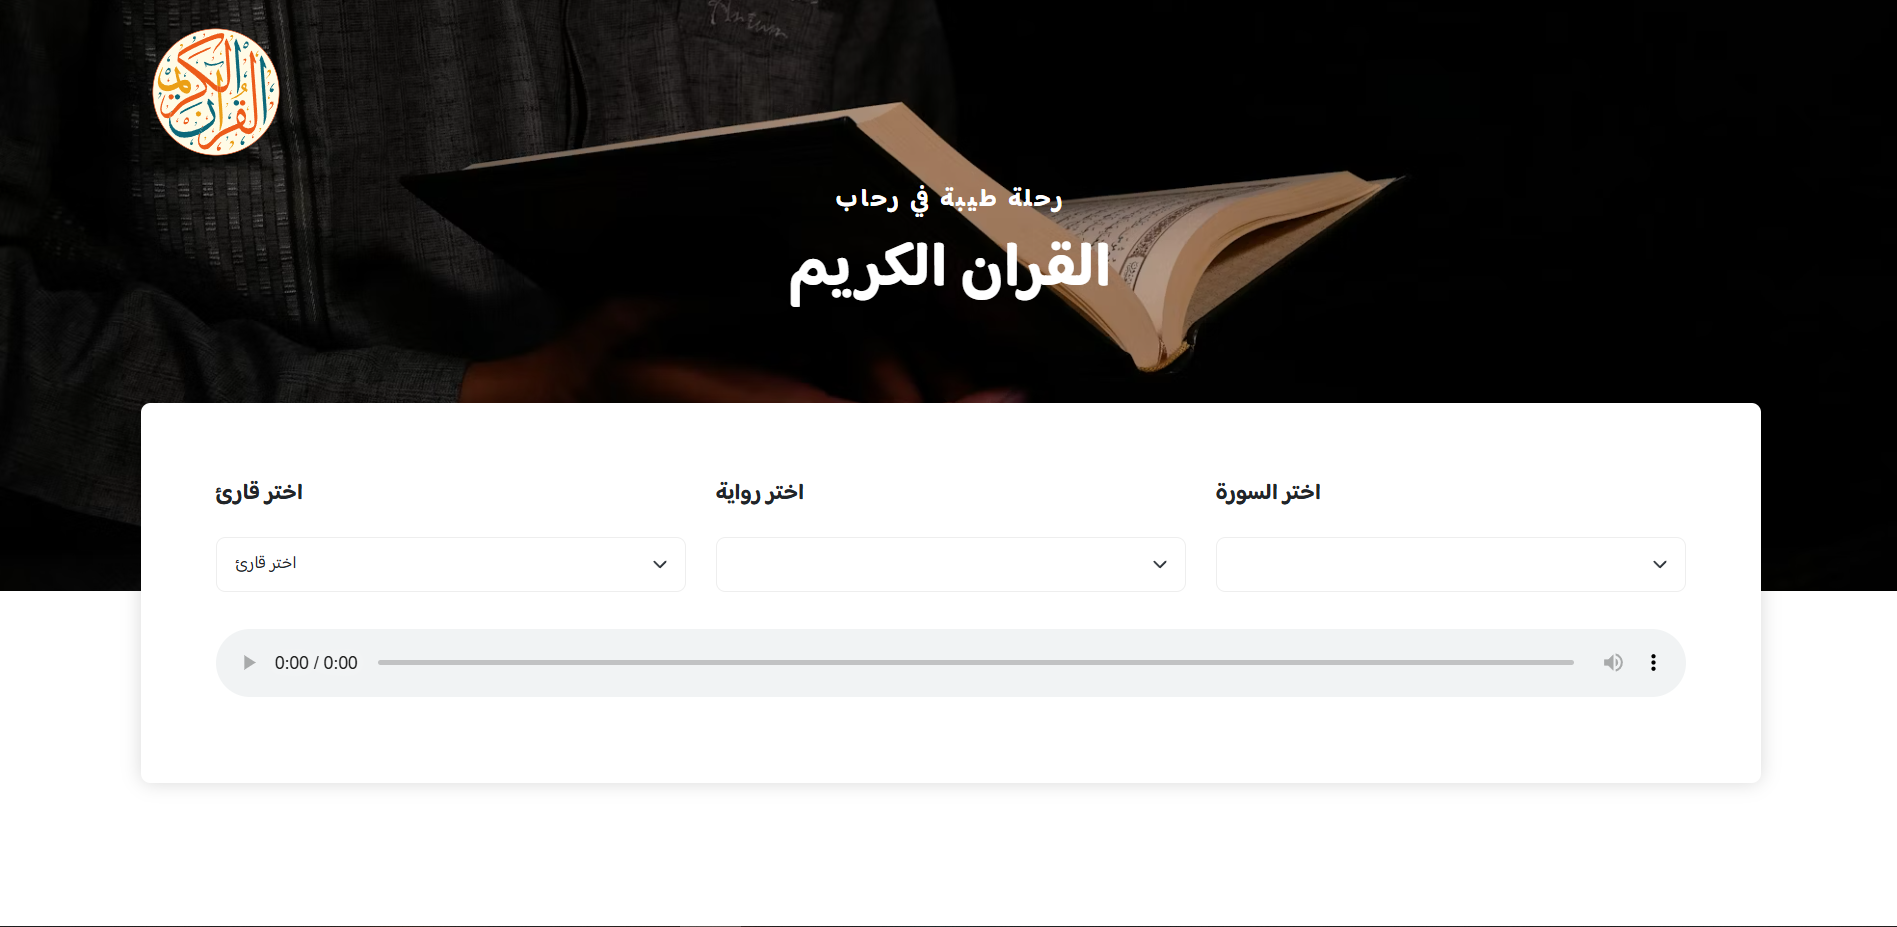 القرآن الكريم
رحلة طيبة في رحاب
القران الكريم
اختر قارئ
اختر رواية
اختر السورة
اختر قارئ
0:00 / 0:00